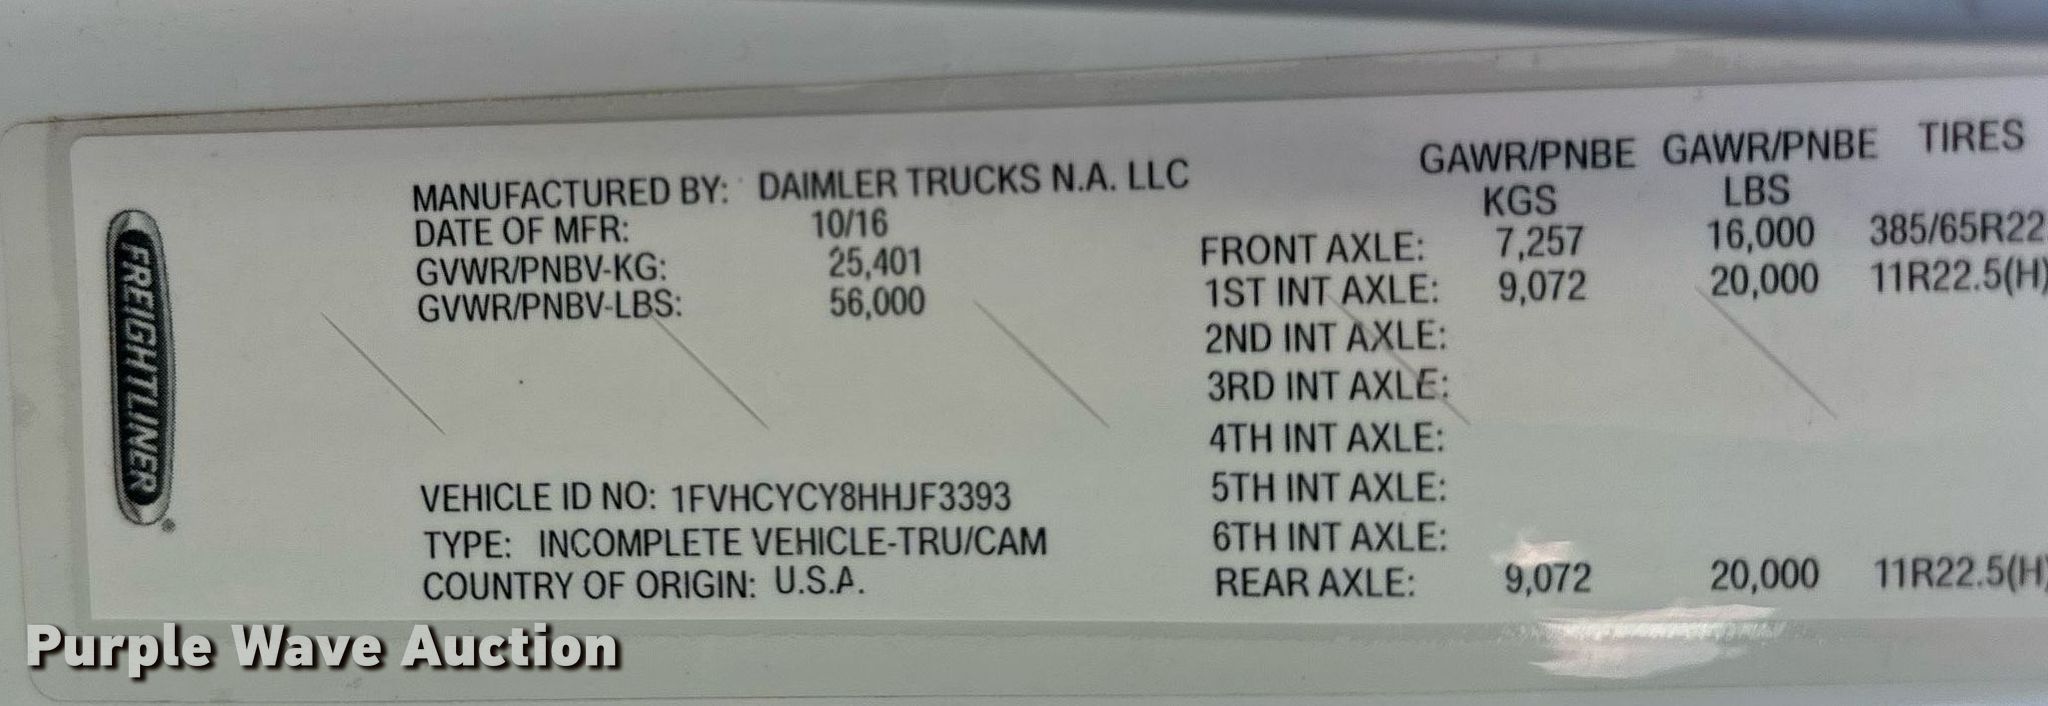 FREIGHTLINER
MANUFACTURED BY: DAIMLER TRUCKS N.A. LLC
DATE OF MFR: 10/16
GVWR/PNBV-KG: 25,401
GVWR/PNBV-LBS: 56,000
VEHICLE ID NO: 1FVHCYCY8HHJF3393
TYPE: INCOMPLETE VEHICLE-TRU/CAM
COUNTRY OF ORIGIN: U.S.A.
GAWR/PNBE GAWR/PNBE TIRES
KGS LBS
FRONT AXLE: 7,257 16,000 385/65R22.
1ST INT AXLE: 9,072 20,000 11R22.5(H)
2ND INT AXLE:
3RD INT AXLE:
4TH INT AXLE:
5TH INT AXLE:
6TH INT AXLE:
REAR AXLE: 9,072 20,000 11R22.5(H)
Purple Wave Auction